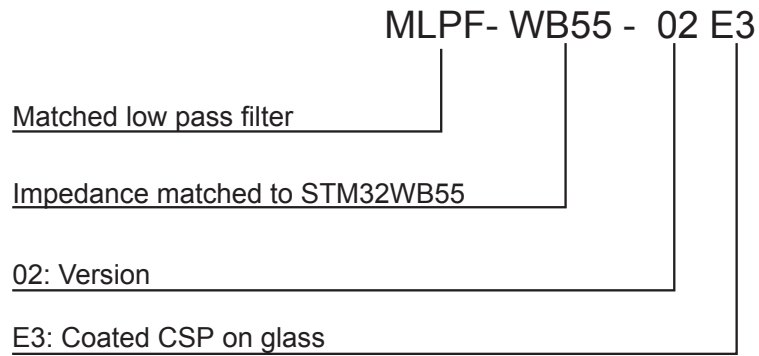 MLPF- WB55 - 02 E3
Matched low pass filter
Impedance matched to STM32WB55
02: Version
E3: Coated CSP on glass